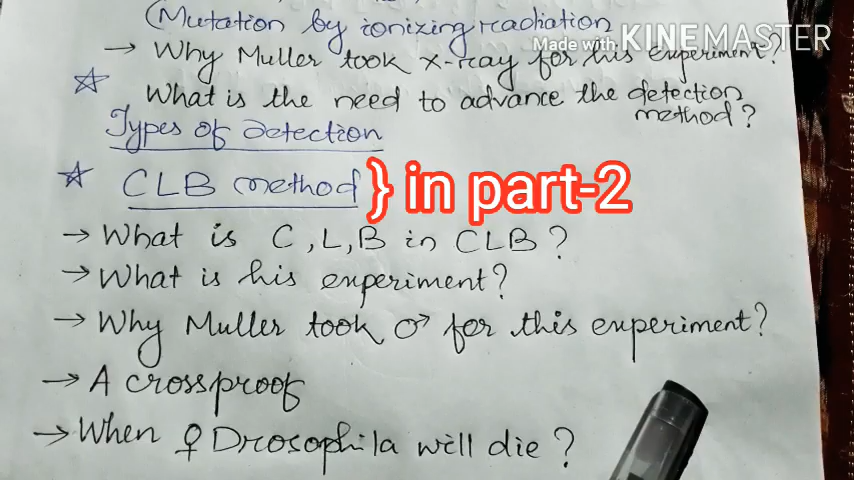 (Mutation by ionizing radiation
Made with KINEMASTER
→ Why Muller took X-ray for his experiment?
☆ What is the need to advance the detection method?
Types of detection
☆ CLB method } in part-2
→ What is C, L, B in CLB?
→ What is his experiment?
→ Why Muller took ♂ for this experiment?
→ A crossproof
→ When ♀ Drosophila will die?